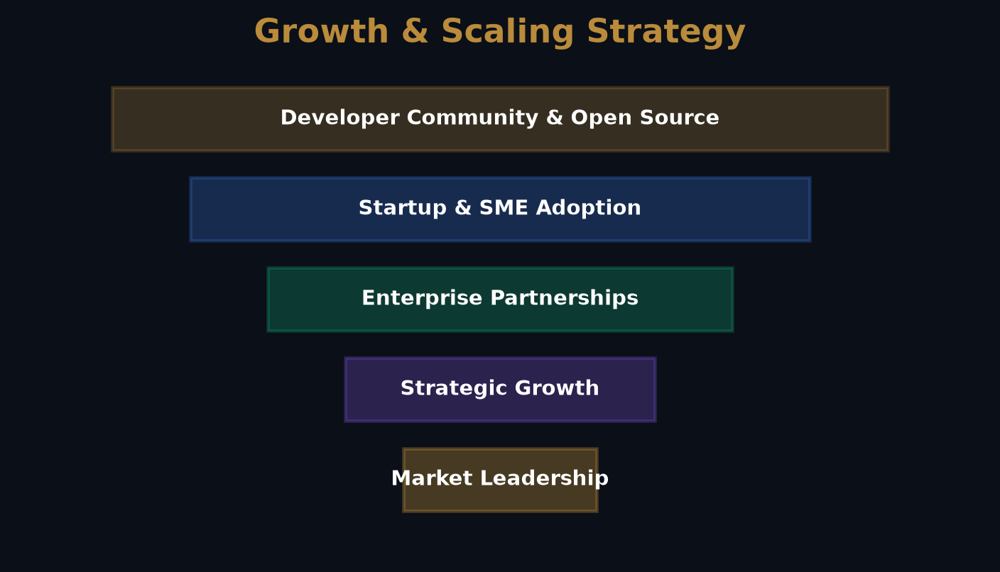 Growth & Scaling Strategy
Developer Community & Open Source
Startup & SME Adoption
Enterprise Partnerships
Strategic Growth
Market Leadership